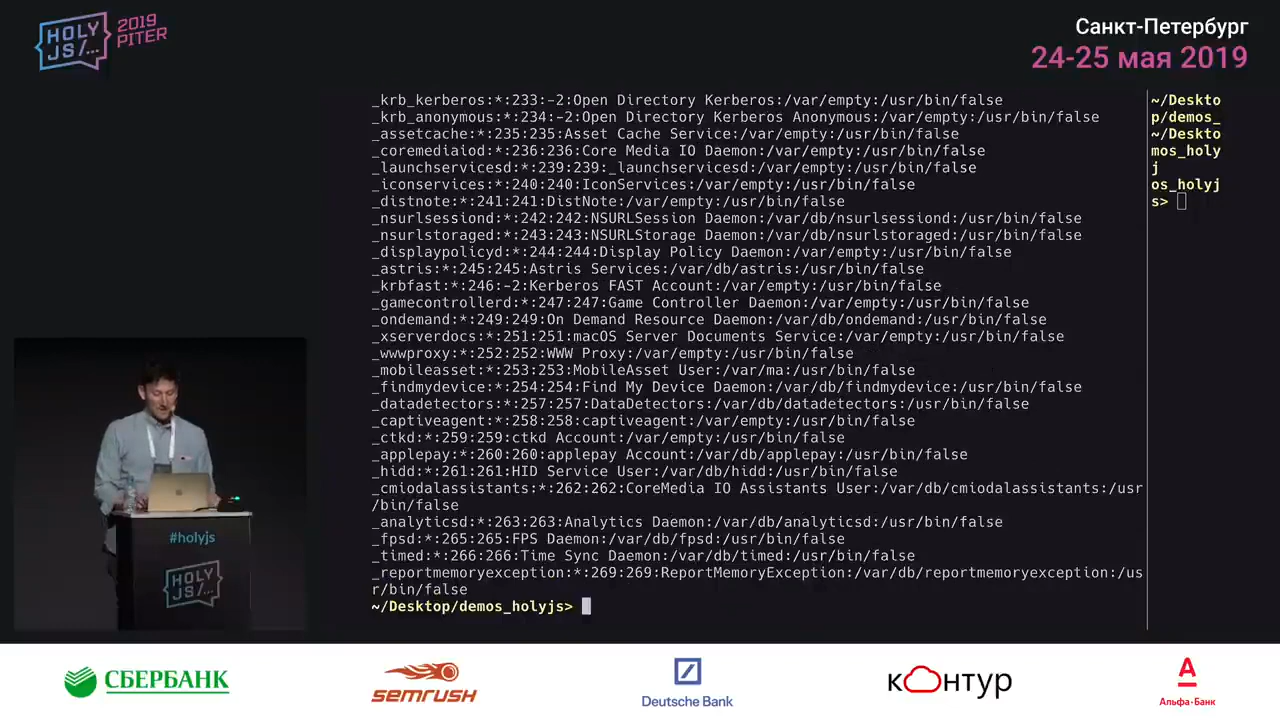 HOLY
JS/...
2019
PITER
Санкт-Петербург
24-25 мая 2019
_krb_kerberos:*:233:-2:Open Directory Kerberos:/var/empty:/usr/bin/false
_krb_anonymous:*:234:-2:Open Directory Kerberos Anonymous:/var/empty:/usr/bin/false
_assetcache:*:235:235:Asset Cache Service:/var/empty:/usr/bin/false
_coremediaiod:*:236:236:Core Media IO Daemon:/var/empty:/usr/bin/false
_launchservicesd:*:239:239:_launchservicesd:/var/empty:/usr/bin/false
_iconservices:*:240:240:IconServices:/var/empty:/usr/bin/false
_distnote:*:241:241:DistNote:/var/empty:/usr/bin/false
_nsurlsessiond:*:242:242:NSURLSession Daemon:/var/db/nsurlsessiond:/usr/bin/false
_nsurlstoraged:*:243:243:NSURLStorage Daemon:/var/db/nsurlstoraged:/usr/bin/false
_displaypolicyd:*:244:244:Display Policy Daemon:/var/empty:/usr/bin/false
_astris:*:245:245:Astris Services:/var/db/astris:/usr/bin/false
_krbfast:*:246:-2:Kerberos FAST Account:/var/empty:/usr/bin/false
_gamecontrollerd:*:247:247:Game Controller Daemon:/var/empty:/usr/bin/false
_ondemand:*:249:249:On Demand Resource Daemon:/var/db/ondemand:/usr/bin/false
_xserverdocs:*:251:251:macOS Server Documents Service:/var/empty:/usr/bin/false
_wwwproxy:*:252:252:WWW Proxy:/var/empty:/usr/bin/false
_mobileasset:*:253:253:MobileAsset User:/var/ma:/usr/bin/false
_findmydevice:*:254:254:Find My Device Daemon:/var/db/findmydevice:/usr/bin/false
_datadetectors:*:257:257:DataDetectors:/var/db/datadetectors:/usr/bin/false
_captiveagent:*:258:258:captiveagent:/var/empty:/usr/bin/false
_ctkd:*:259:259:ctkd Account:/var/empty:/usr/bin/false
_applepay:*:260:260:applepay Account:/var/db/applepay:/usr/bin/false
_hidd:*:261:261:HID Service User:/var/db/hidd:/usr/bin/false
_cmiodalassistants:*:262:262:CoreMedia IO Assistants User:/var/db/cmiodalassistants:/usr
/bin/false
_analyticsd:*:263:263:Analytics Daemon:/var/db/analyticsd:/usr/bin/false
_fpsd:*:265:265:FPS Daemon:/var/db/fpsd:/usr/bin/false
_timed:*:266:266:Time Sync Daemon:/var/db/timed:/usr/bin/false
_reportmemoryexception:*:269:269:ReportMemoryException:/var/db/reportmemoryexception:/us
r/bin/false
~/Desktop/demos_holyjs>
~/Deskto
p/demos_
~/Deskto
mos_holy
j
os_holyj
s>
#holyjs
HOLY
JS/...
СБЕРБАНК
SEMRUSH
Deutsche Bank
контур
А
Альфа·Банк